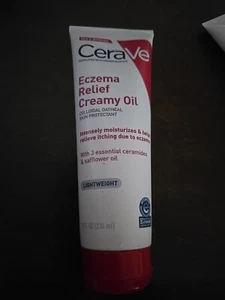 CeraVe
Eczema
Relief
Creamy Oil
COLLOIDAL OATMEAL
SKIN PROTECTANT
Intensely moisturizes & helps
relieve itching due to eczema
With 3 essential ceramides
& safflower oil
LIGHTWEIGHT